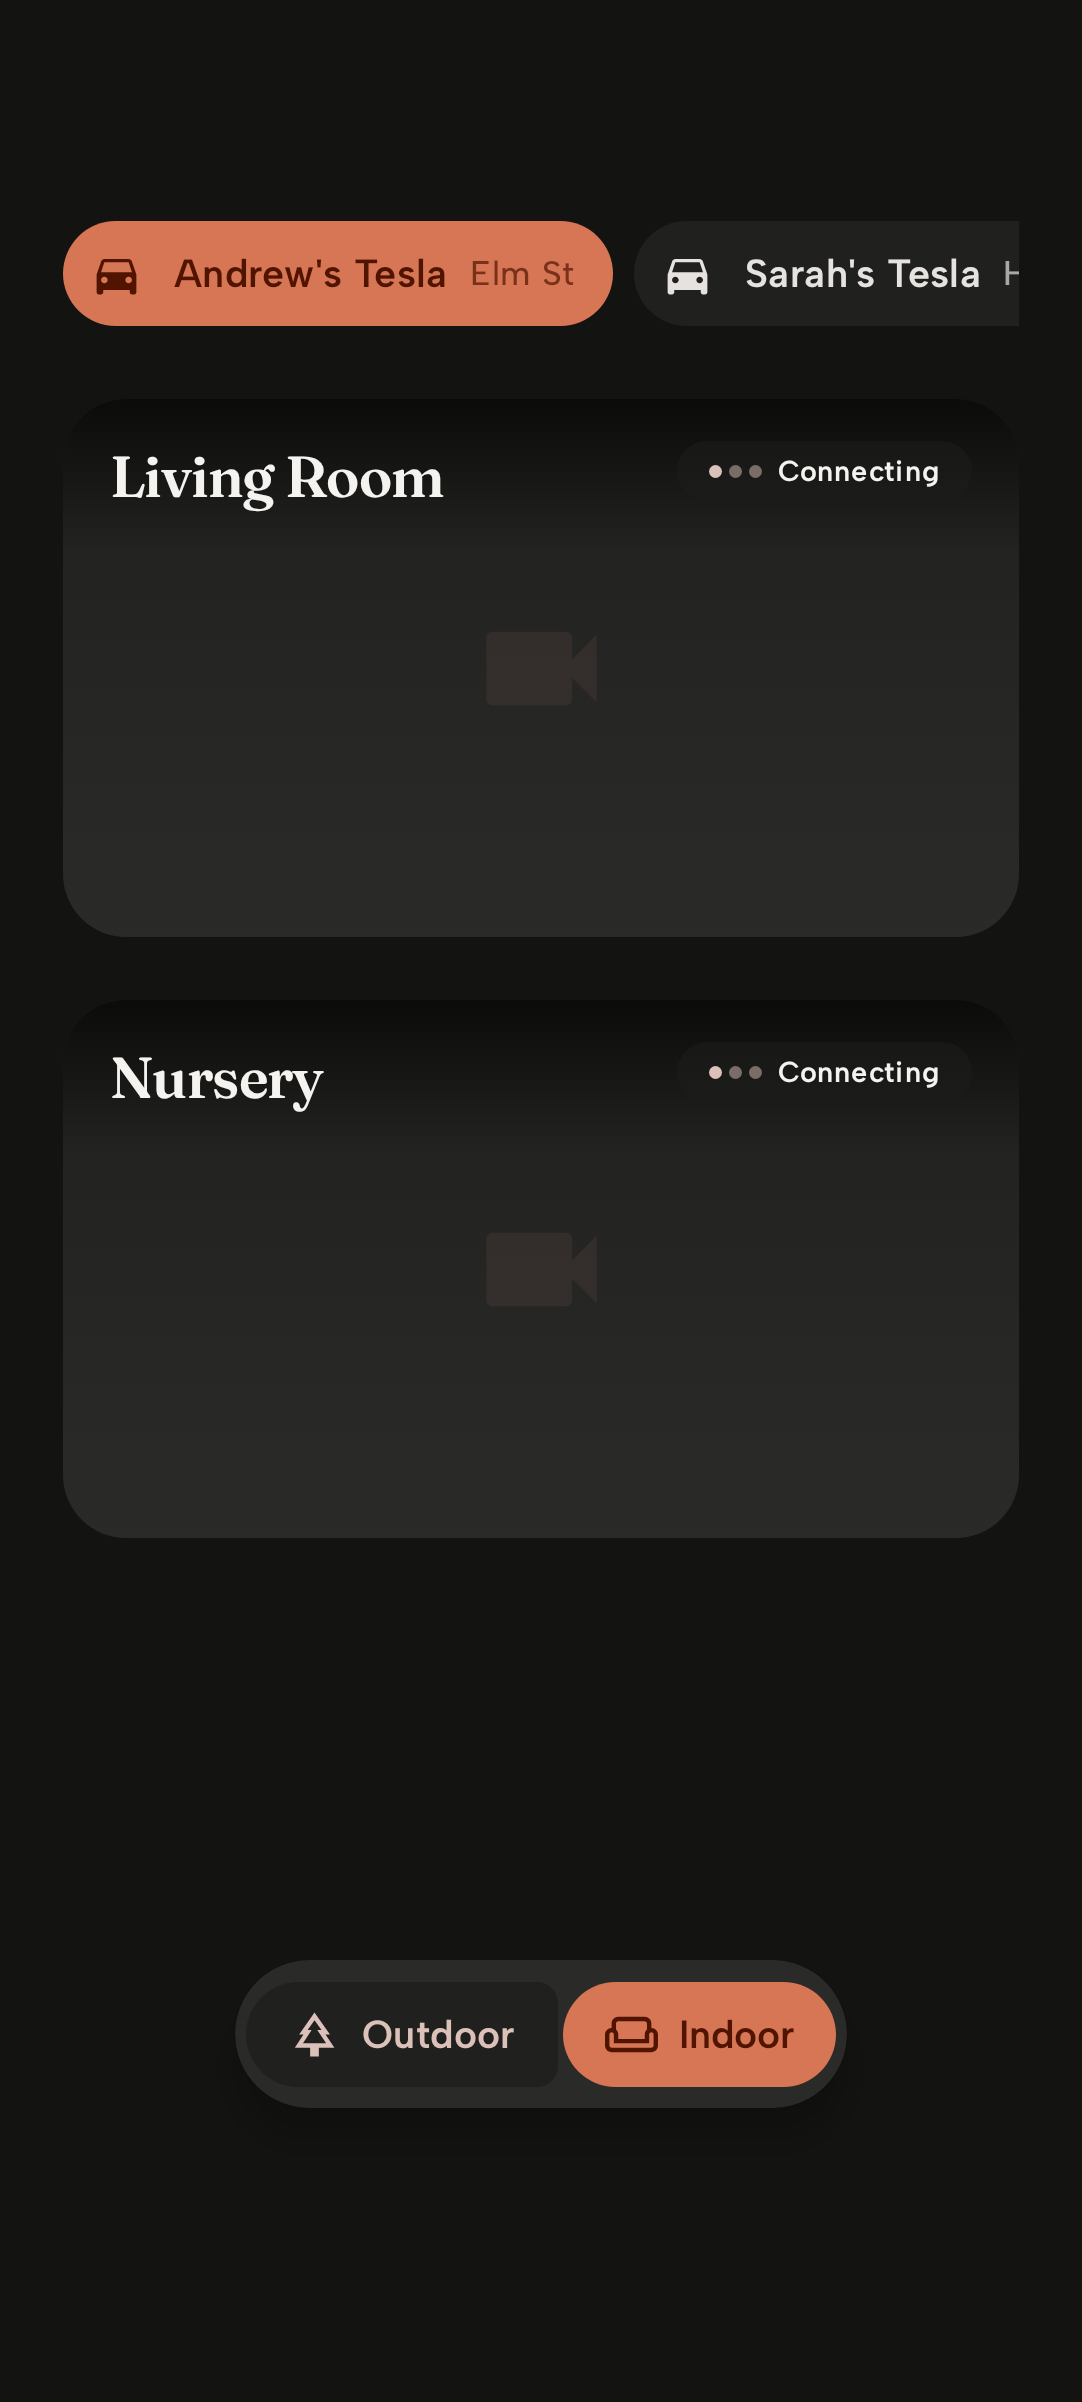 Andrew's Tesla Elm St
Sarah's Tesla
Living Room
Connecting
Nursery
Connecting
Outdoor
Indoor